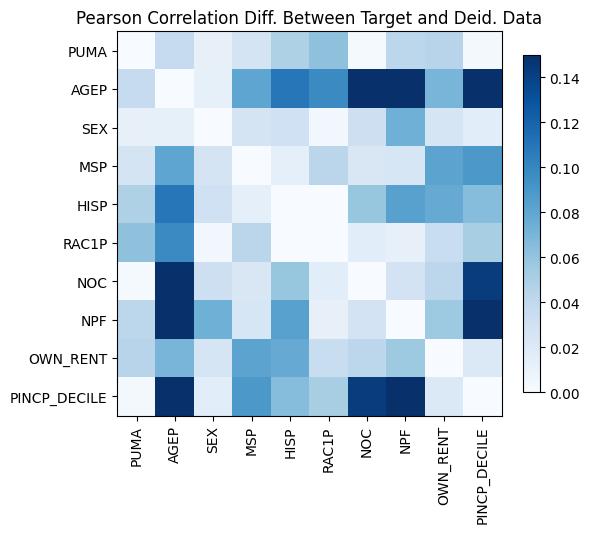 Pearson Correlation Diff. Between Target and Deid. Data
PUMA
AGEP
SEX
MSP
HISP
RAC1P
NOC
NPF
OWN_RENT
PINCP_DECILE
PUMA
AGEP
SEX
MSP
HISP
RAC1P
NOC
NPF
OWN_RENT
PINCP_DECILE
0.14
0.12
0.10
0.08
0.06
0.04
0.02
0.00